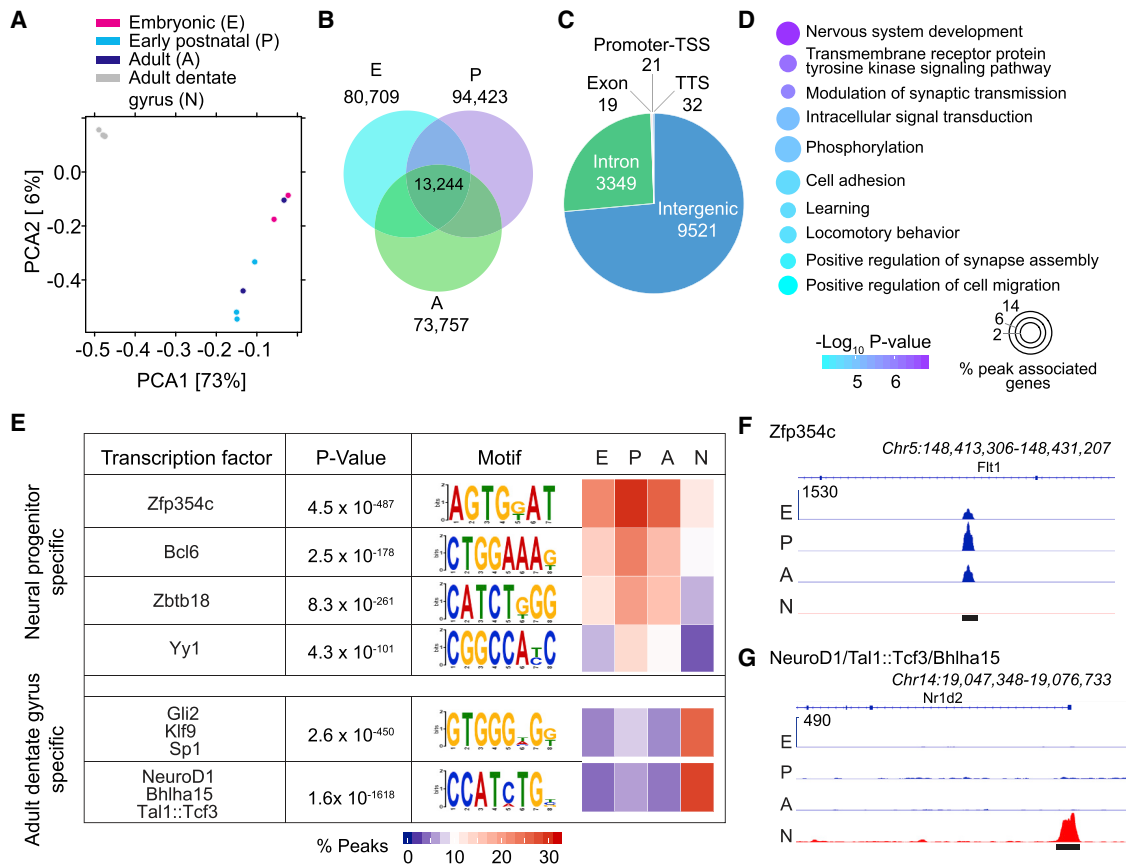 A
Embryonic (E)
Early postnatal (P)
Adult (A)
Adult dentate
gyrus (N)
PCA2 [ 6%]
0.0
-0.2
-0.4
-0.5 -0.4 -0.3 -0.2 -0.1
PCA1 [73%]
B
E
80,709
P
94,423
13,244
A
73,757
C
Promoter-TSS
21
Exon
19
TTS
32
Intron
3349
Intergenic
9521
D
Nervous system development
Transmembrane receptor protein
tyrosine kinase signaling pathway
Modulation of synaptic transmission
Intracellular signal transduction
Phosphorylation
Cell adhesion
Learning
Locomotory behavior
Positive regulation of synapse assembly
Positive regulation of cell migration
-Log10 P-value
5 6
14
6
2
% peak associated
genes
E
Transcription factor P-Value Motif E P A N
Neural progenitor
specific
Zfp354c 4.5 x 10-487 AGTGGAT
Bcl6 2.5 x 10-178 CTGGAAAG
Zbtb18 8.3 x 10-261 CATCTGGG
Yy1 4.3 x 10-101 CGGCCATC
Adult dentate gyrus
specific
Gli2
Klf9
Sp1
2.6 x 10-450
NeuroD1
Bhlha15
Tal1::Tcf3
1.6x 10-1618
% Peaks 0 10 20 30
F
Zfp354c
Chr5:148,413,306-148,431,207
Flt1
1530
E
P
A
N
G
NeuroD1/Tal1::Tcf3/Bhlha15
Chr14:19,047,348-19,076,733
Nr1d2
490
E
P
A
N